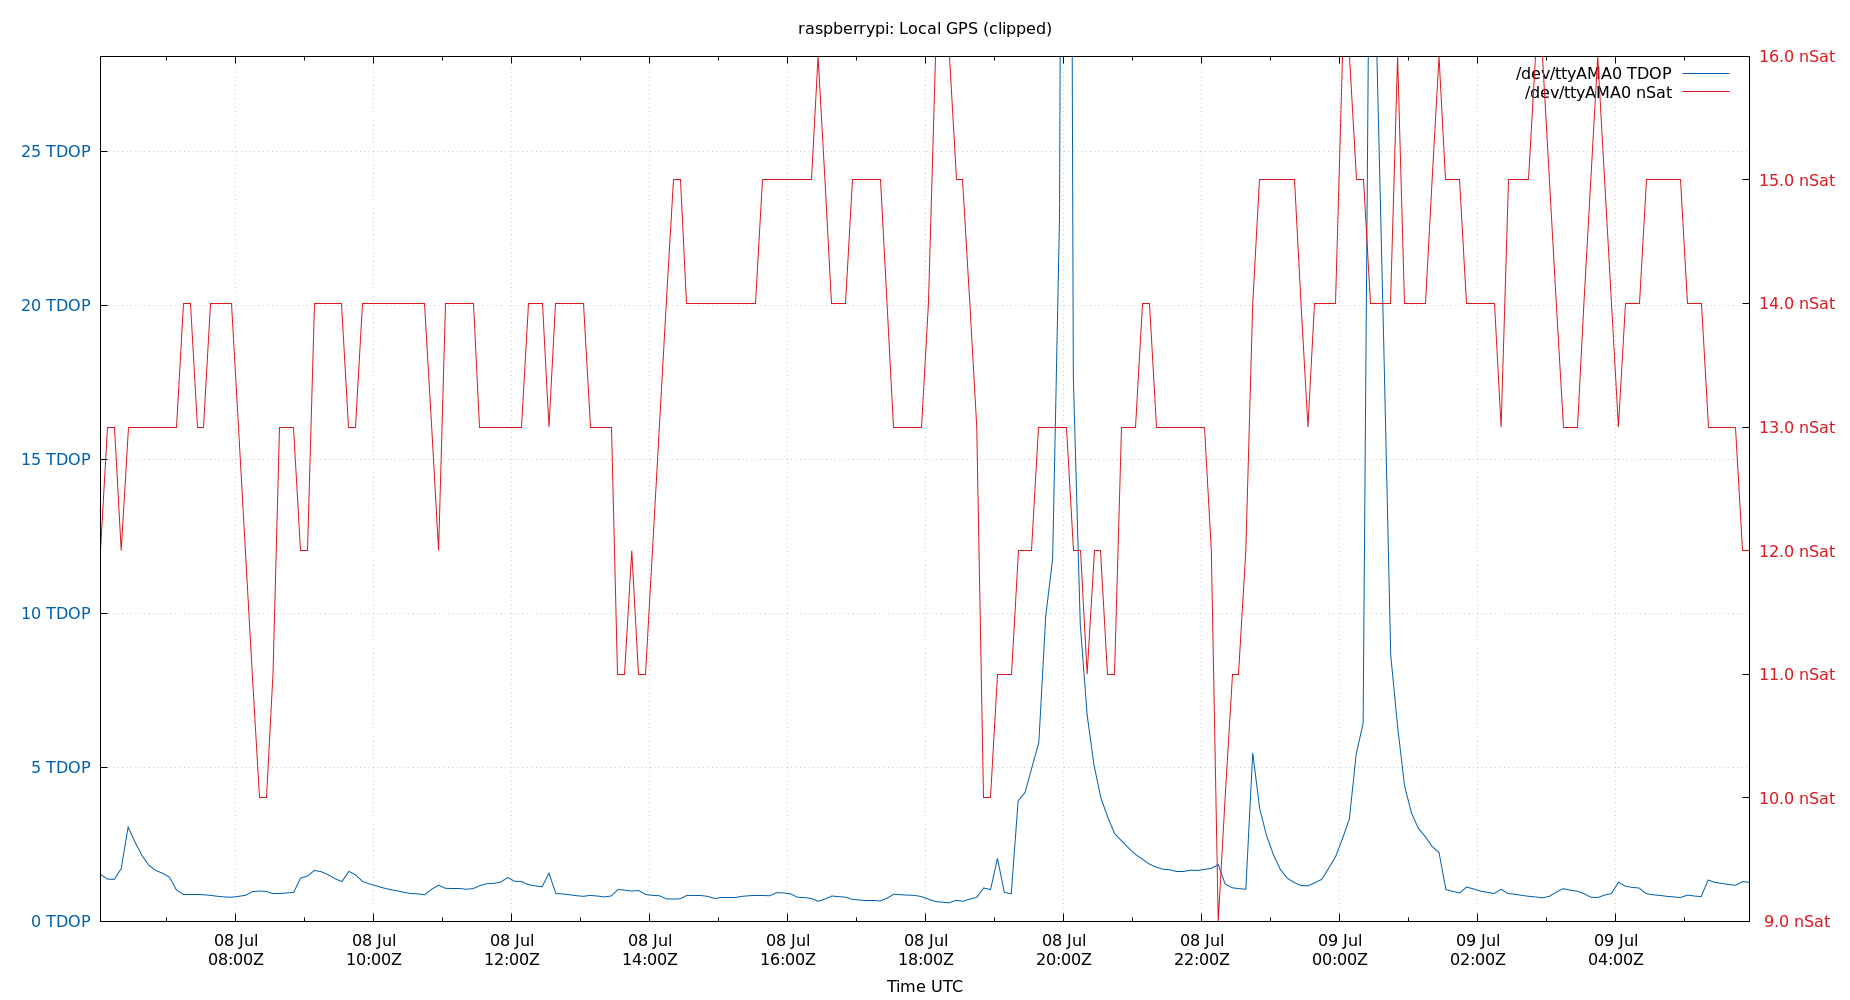 raspberrypi: Local GPS (clipped)
/dev/ttyAMA0 TDOP
/dev/ttyAMA0 nSat
25 TDOP
20 TDOP
15 TDOP
10 TDOP
5 TDOP
0 TDOP
16.0 nSat
15.0 nSat
14.0 nSat
13.0 nSat
12.0 nSat
11.0 nSat
10.0 nSat
9.0 nSat
08 Jul
08:00Z
08 Jul
10:00Z
08 Jul
12:00Z
08 Jul
14:00Z
08 Jul
16:00Z
08 Jul
18:00Z
08 Jul
20:00Z
08 Jul
22:00Z
09 Jul
00:00Z
09 Jul
02:00Z
09 Jul
04:00Z
Time UTC